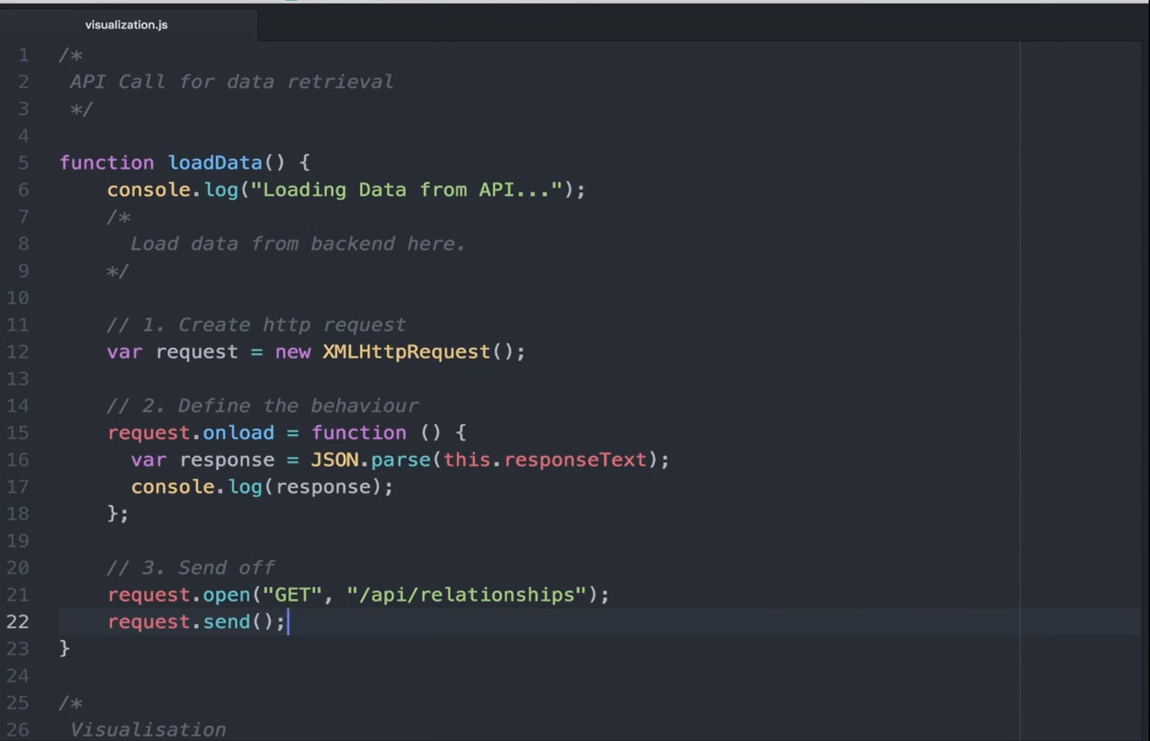 visualization.js
1 /*
2 API Call for data retrieval
3 */
4
5 function loadData() {
6 console.log("Loading Data from API...");
7 /*
8 Load data from backend here.
9 */
10
11 // 1. Create http request
12 var request = new XMLHttpRequest();
13
14 // 2. Define the behaviour
15 request.onload = function () {
16 var response = JSON.parse(this.responseText);
17 console.log(response);
18 };
19
20 // 3. Send off
21 request.open("GET", "/api/relationships");
22 request.send();
23 }
24
25 /*
26 Visualisation